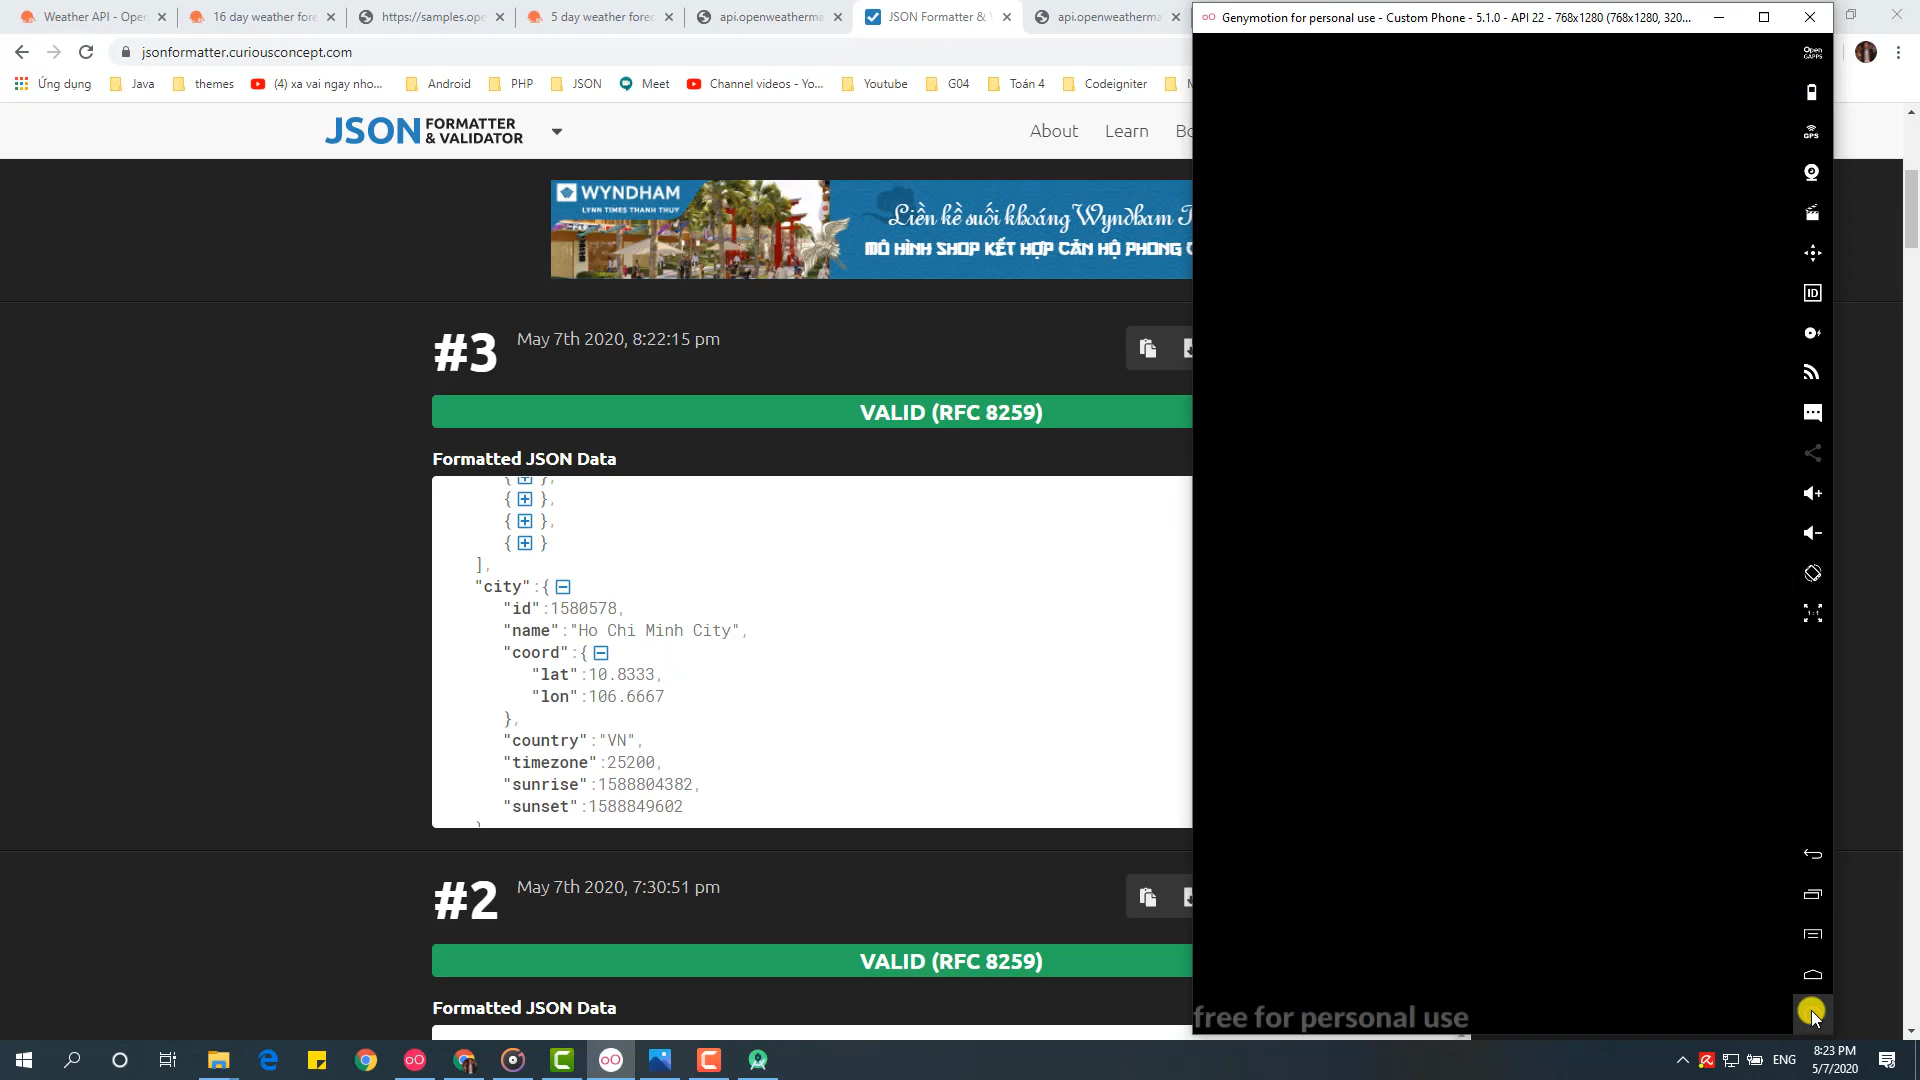 Weather API - Open
16 day weather fore
https://samples.ope
5 day weather forec
api.openweatherma
JSON Formatter & V
api.openweatherma
Genymotion for personal use - Custom Phone - 5.1.0 - API 22 - 768x1280 (768x1280, 320...
jsonformatter.curiousconcept.com
Ứng dụng
Java
themes
(4) xa vai ngay nho...
Android
PHP
JSON
Meet
Channel videos - Yo...
Youtube
G04
Toán 4
Codeigniter
JSON FORMATTER & VALIDATOR
About
Learn
WYNDHAM
LYNN TIMES THANH THUY
Liền kề suối khoáng Wyndham T
MÔ HÌNH SHOP KẾT HỢP CĂN HỘ PHONG
#3
May 7th 2020, 8:22:15 pm
VALID (RFC 8259)
Formatted JSON Data
{ },
{ },
{ },
{ }
],
"city":{
"id":1580578,
"name":"Ho Chi Minh City",
"coord":{
"lat":10.8333,
"lon":106.6667
},
"country":"VN",
"timezone":25200,
"sunrise":1588804382,
"sunset":1588849602
#2
May 7th 2020, 7:30:51 pm
VALID (RFC 8259)
Formatted JSON Data
Open GAPPS
GPS
ID
1:1
free for personal use
ENG
8:23 PM
5/7/2020